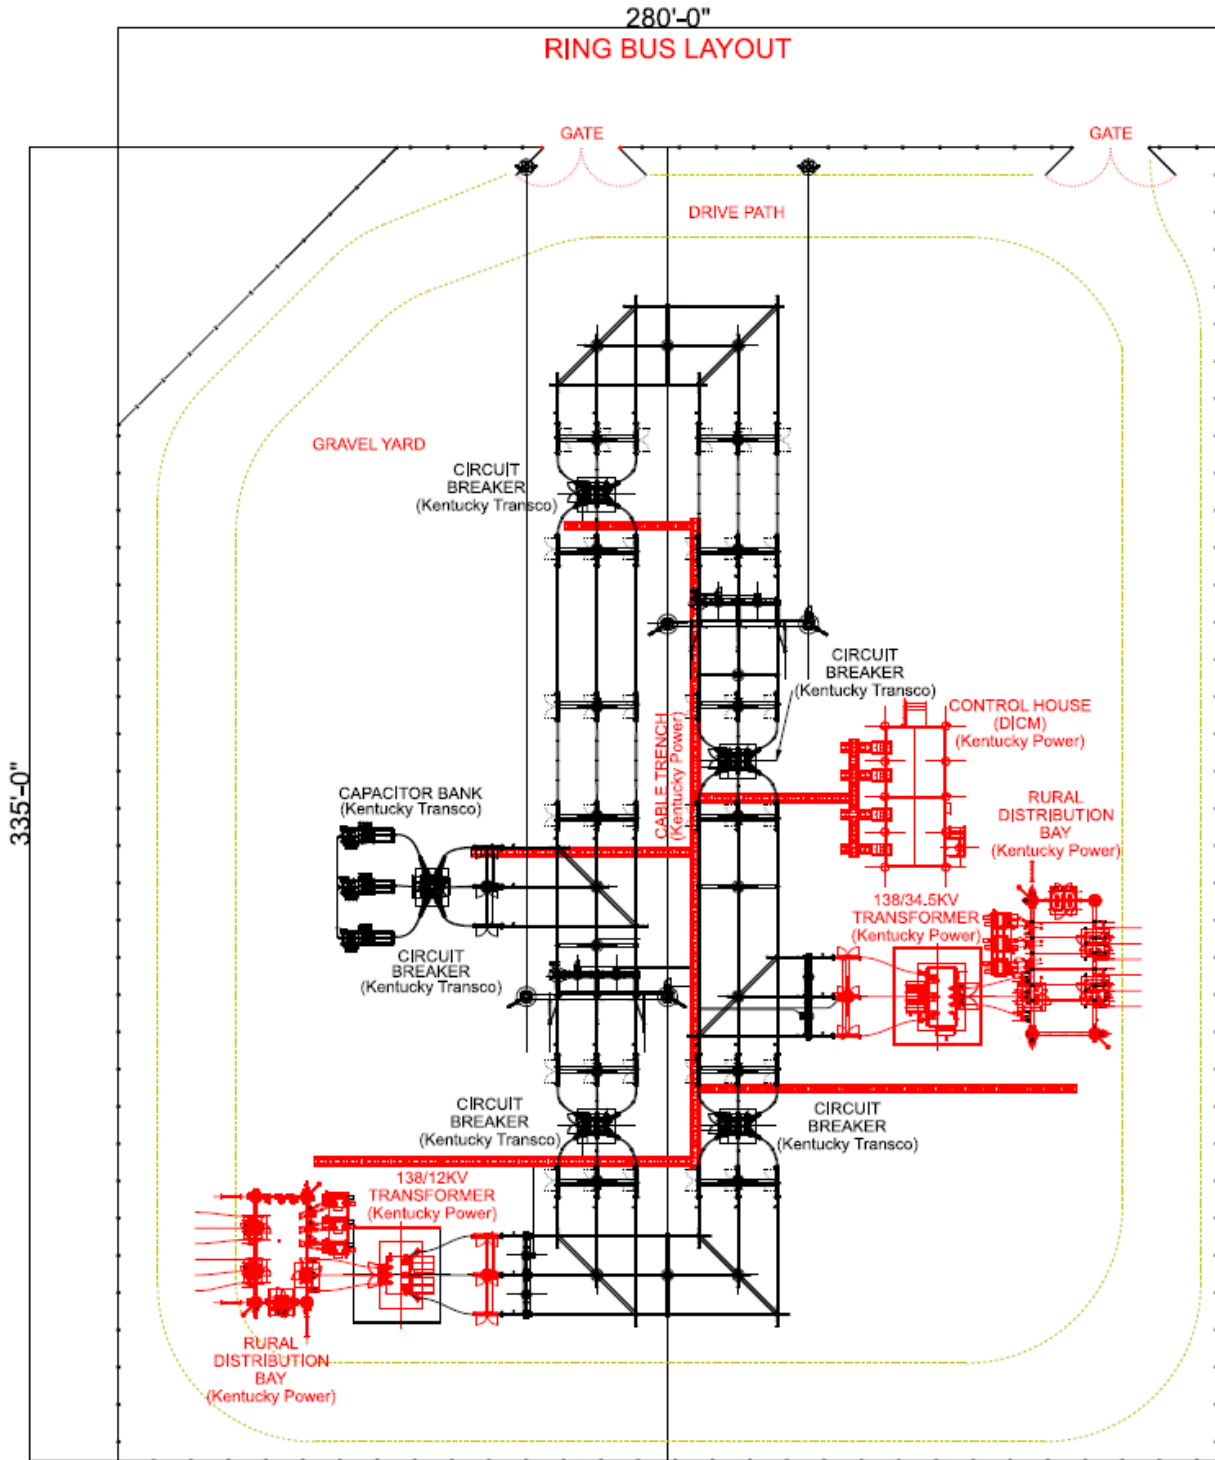 280'-0"
RING BUS LAYOUT
GATE
GATE
DRIVE PATH
GRAVEL YARD
CIRCUIT
BREAKER
(Kentucky Transco)
CIRCUIT
BREAKER
(Kentucky Transco)
CONTROL HOUSE
(DICM)
(Kentucky Power)
CABLE TRENCH
(Kentucky Power)
335'-0"
CAPACITOR BANK
(Kentucky Transco)
RURAL
DISTRIBUTION
BAY
(Kentucky Power)
138/34.5KV
TRANSFORMER
(Kentucky Power)
CIRCUIT
BREAKER
(Kentucky Transco)
CIRCUIT
BREAKER
(Kentucky Transco)
CIRCUIT
BREAKER
(Kentucky Transco)
138/12KV
TRANSFORMER
(Kentucky Power)
RURAL
DISTRIBUTION
BAY
(Kentucky Power)